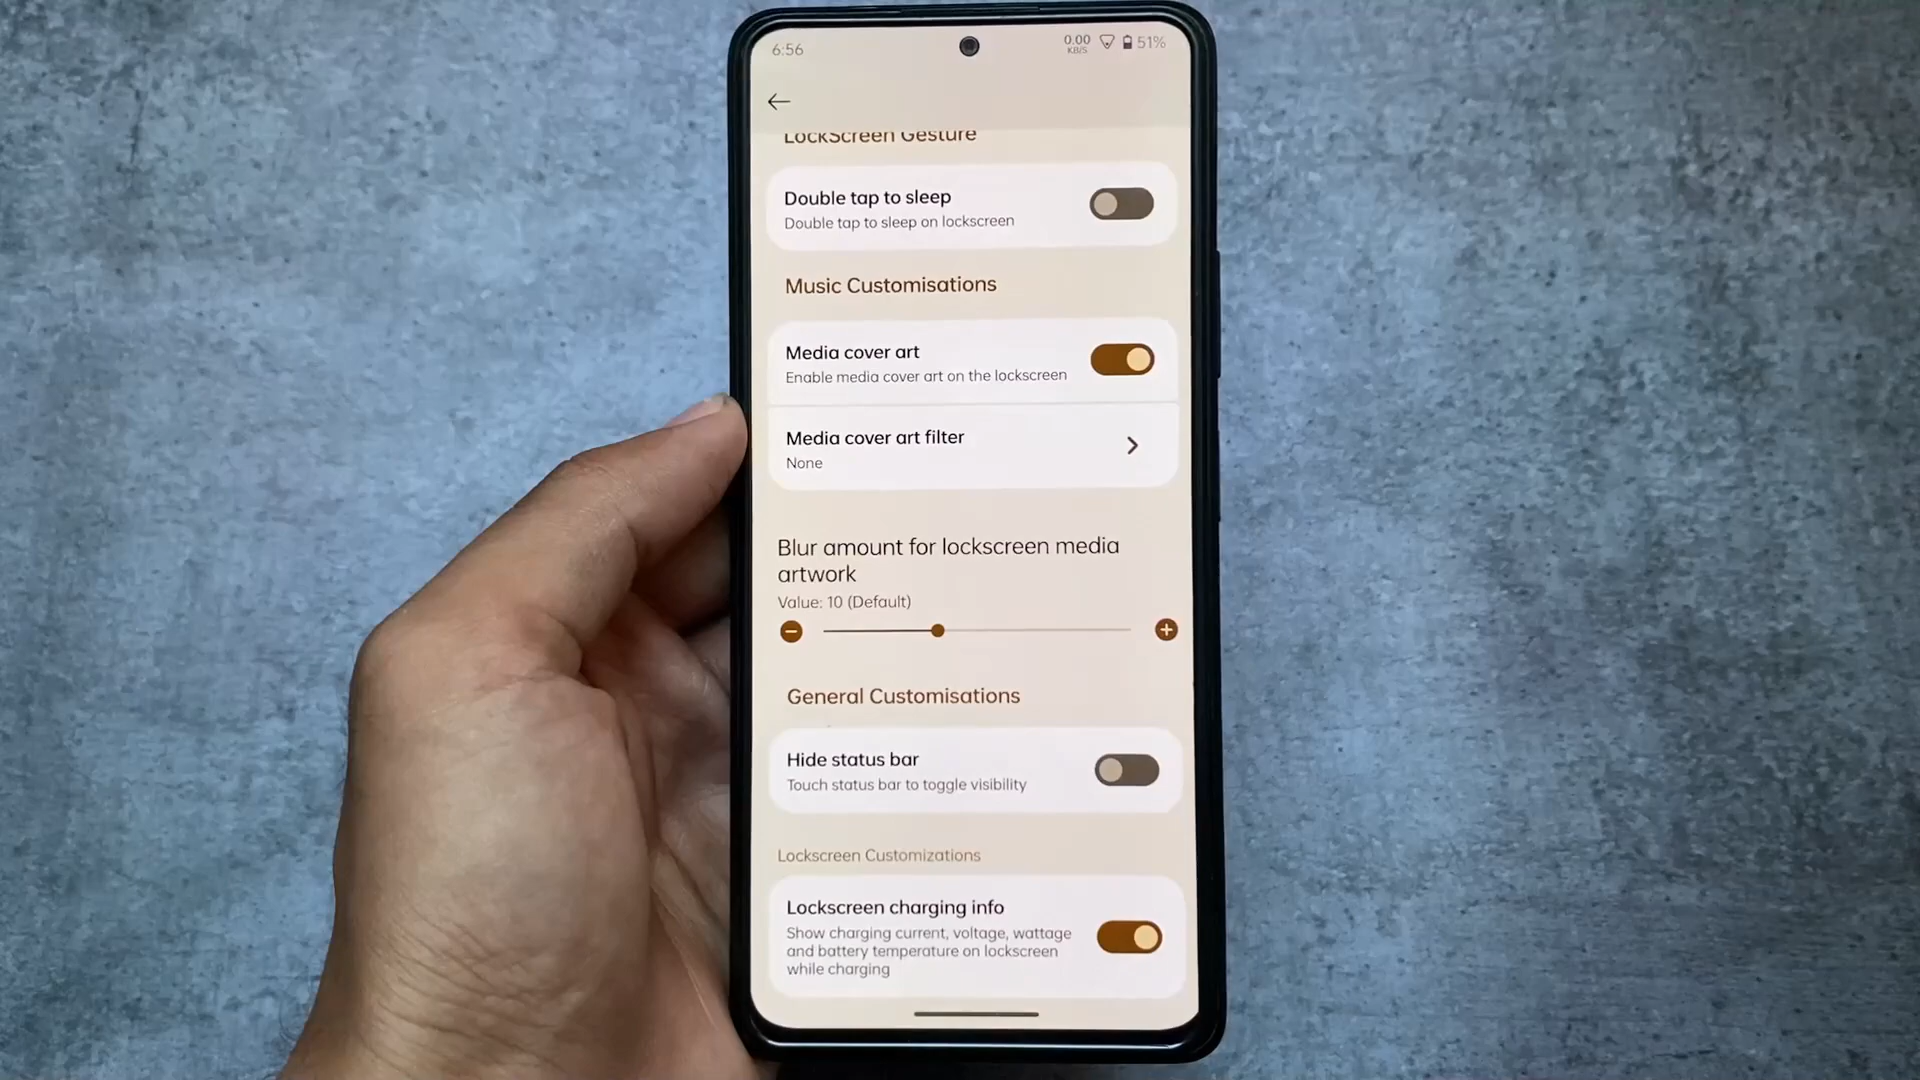 6:56
0.00
KB/S
51%
LockScreen Gesture
Double tap to sleep
Double tap to sleep on lockscreen
Music Customisations
Media cover art
Enable media cover art on the lockscreen
Media cover art filter
None
Blur amount for lockscreen media
artwork
Value: 10 (Default)
General Customisations
Hide status bar
Touch status bar to toggle visibility
Lockscreen Customizations
Lockscreen charging info
Show charging current, voltage, wattage
and battery temperature on lockscreen
while charging